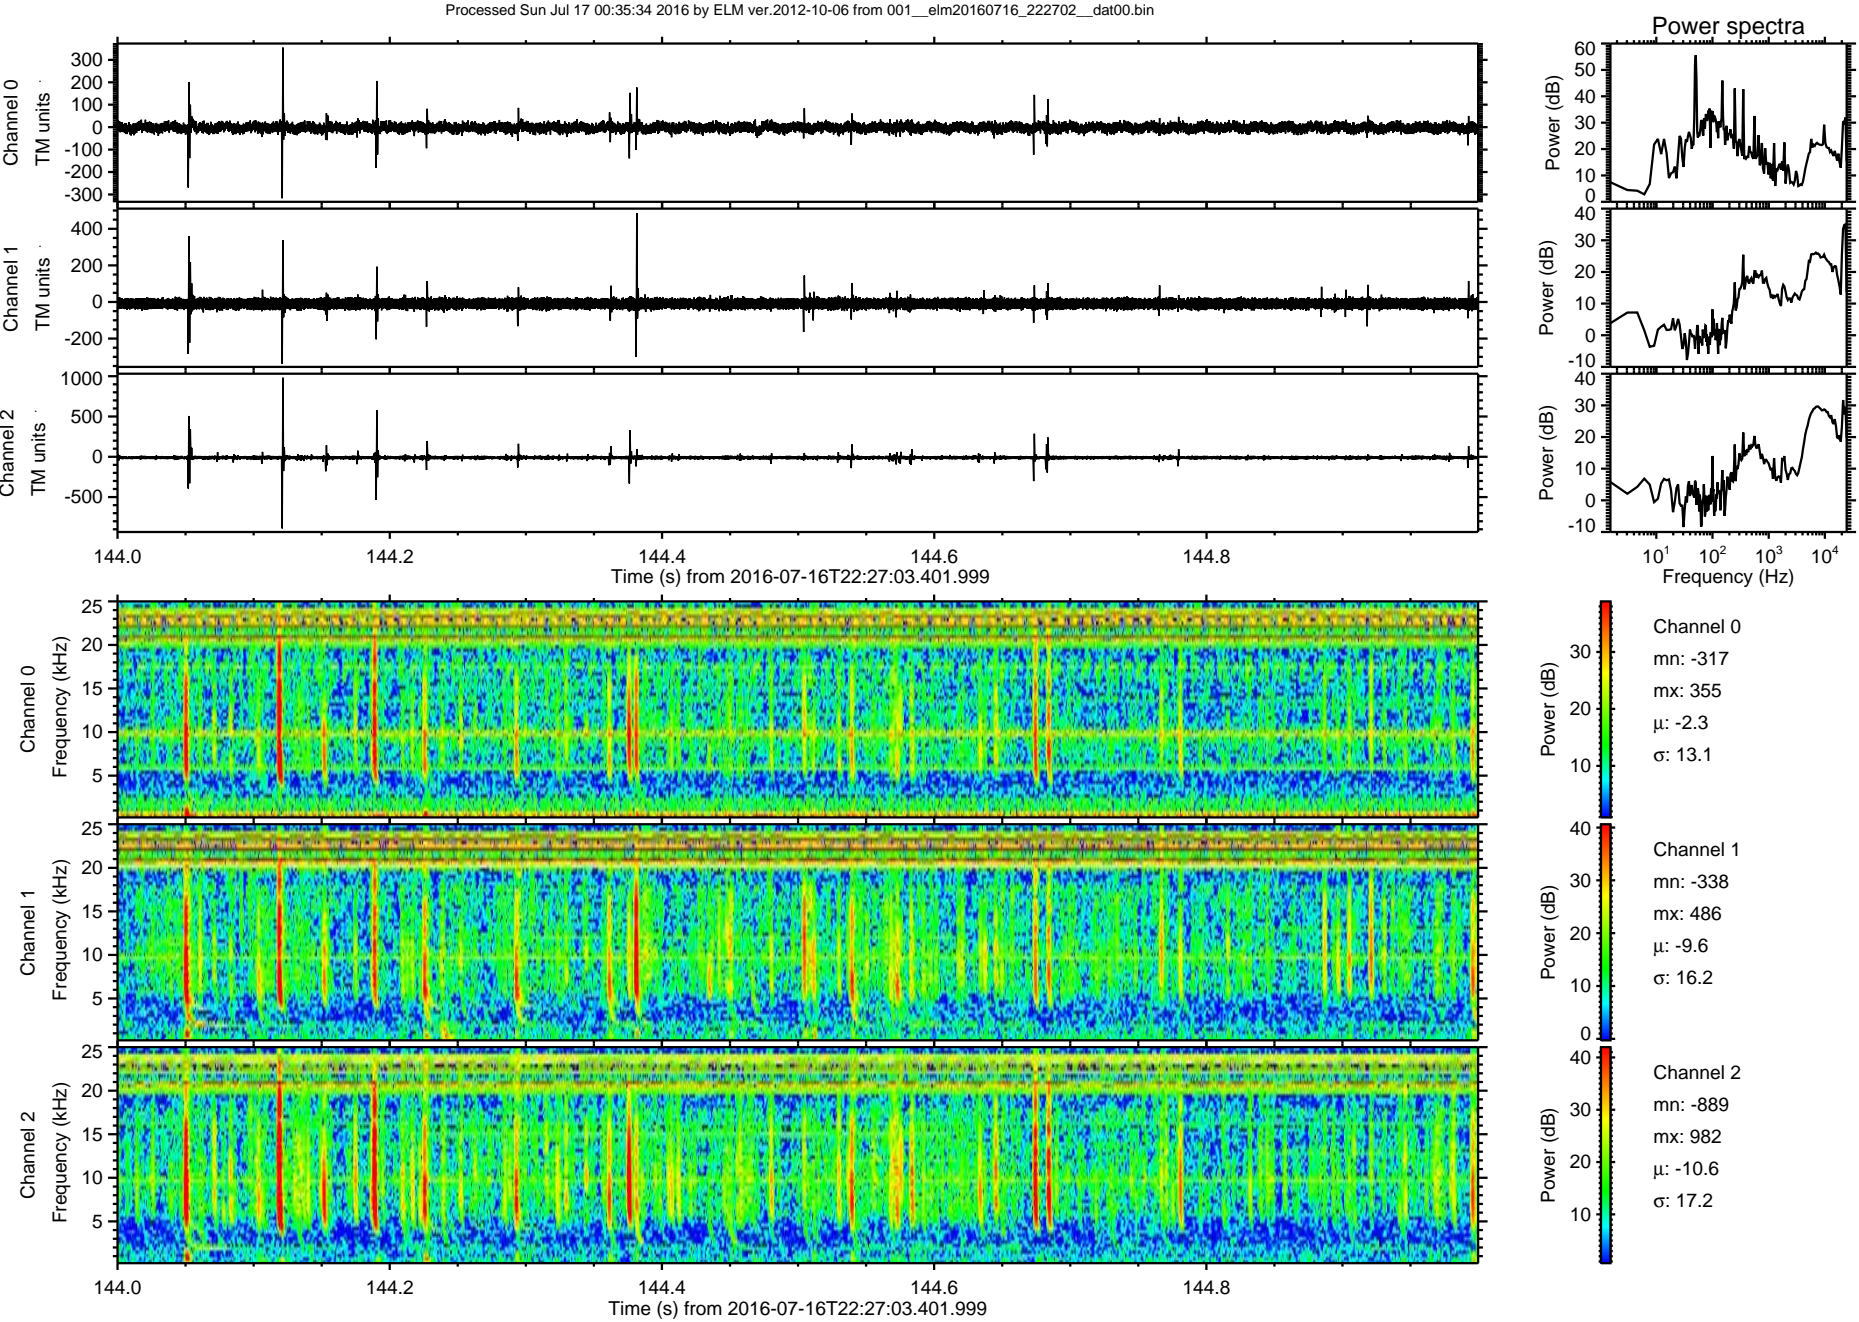 Processed Sun Jul 17 00:35:34 2016 by ELM ver.2012-10-06 from 001__elm20160716_222702__dat00.bin
Power spectra
Channel 0
TM units
300
200
100
0
-100
-200
-300
Power (dB)
60
50
40
30
20
10
0
Channel 1
TM units
400
200
0
-200
Power (dB)
40
30
20
10
0
-10
Channel 2
TM units
1000
500
0
-500
Power (dB)
40
30
20
10
0
-10
144.0
144.2
144.4
144.6
144.8
Time (s) from 2016-07-16T22:27:03.401.999
10¹
10²
10³
10⁴
Frequency (Hz)
Channel 0
Frequency (kHz)
25
20
15
10
5
Power (dB)
30
20
10
Channel 0
mn: -317
mx: 355
µ: -2.3
σ: 13.1
Channel 1
Frequency (kHz)
25
20
15
10
5
Power (dB)
40
30
20
10
0
Channel 1
mn: -338
mx: 486
µ: -9.6
σ: 16.2
Channel 2
Frequency (kHz)
25
20
15
10
5
Power (dB)
40
30
20
10
Channel 2
mn: -889
mx: 982
µ: -10.6
σ: 17.2
144.0
144.2
144.4
144.6
144.8
Time (s) from 2016-07-16T22:27:03.401.999